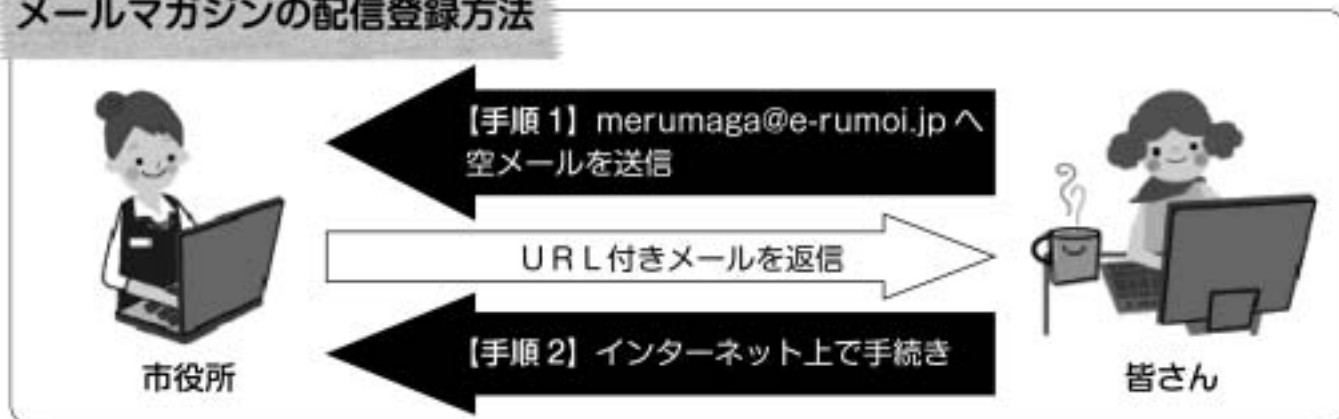 メールマガジンの配信登録方法
【手順1】merumaga@e-rumoi.jp へ
空メールを送信
URL付きメールを返信
【手順2】インターネット上で手続き
市役所
皆さん